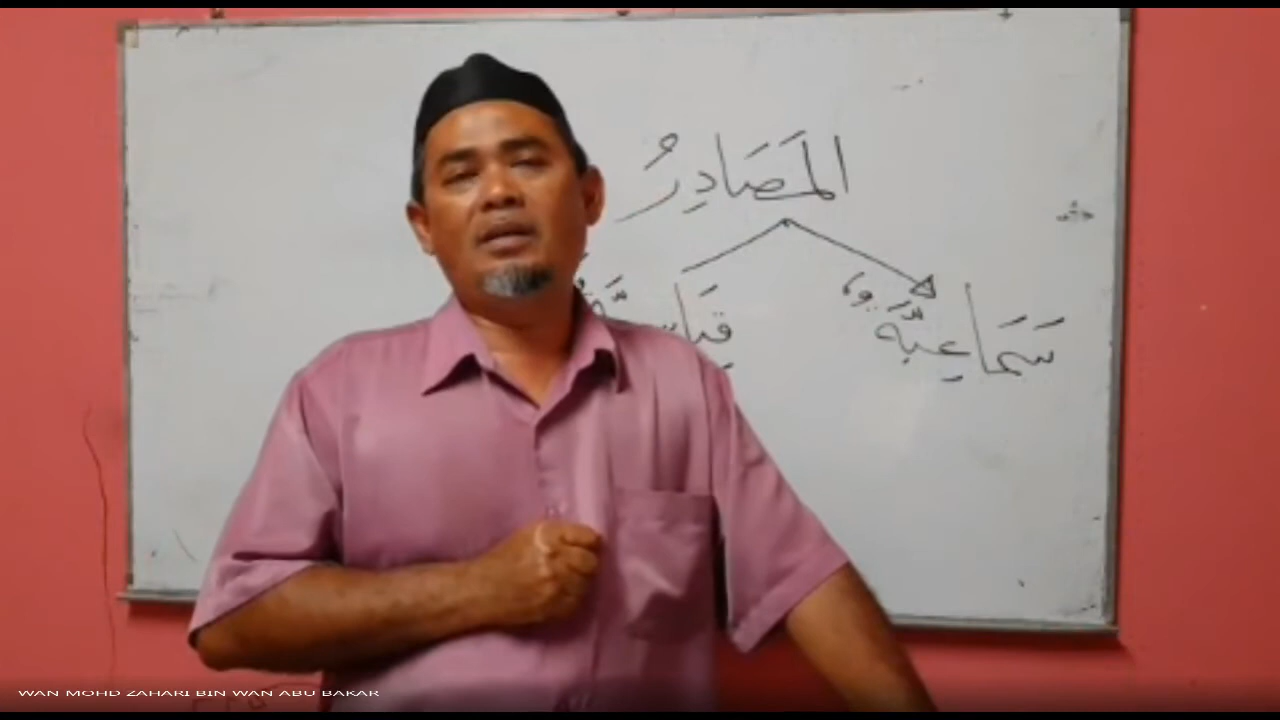 المَصَادِرُ
سَمَاعِيَّةٌ، و
WAN MOHD ZAHARI BIN WAN ABU BAKAR